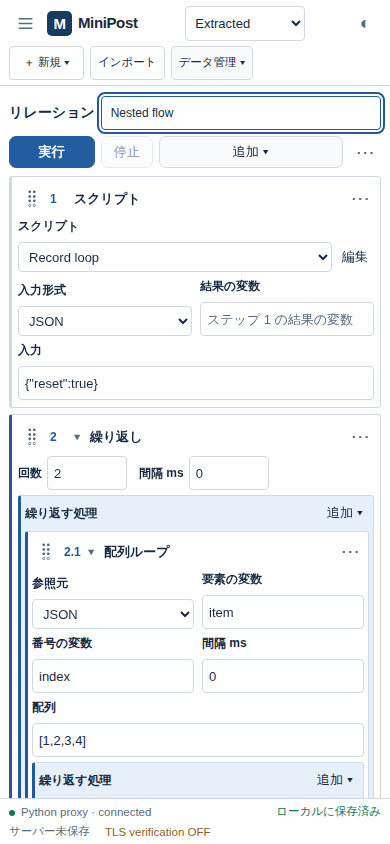 M MiniPost Extracted
＋ 新規 ▾ インポート データ管理 ▾
リレーション Nested flow
実行 停止 追加 ▾ ···
1 スクリプト ···
スクリプト
Record loop 編集
入力形式 結果の変数
JSON ステップ 1 の結果の変数
入力
{"reset":true}
2 ▾ 繰り返し ···
回数 2 間隔 ms 0
繰り返す処理 追加 ▾
2.1 ▾ 配列ループ ···
参照元 要素の変数
JSON item
番号の変数 間隔 ms
index 0
配列
[1,2,3,4]
繰り返す処理 追加 ▾
Python proxy · connected ローカルに保存済み
サーバー未保存 TLS verification OFF